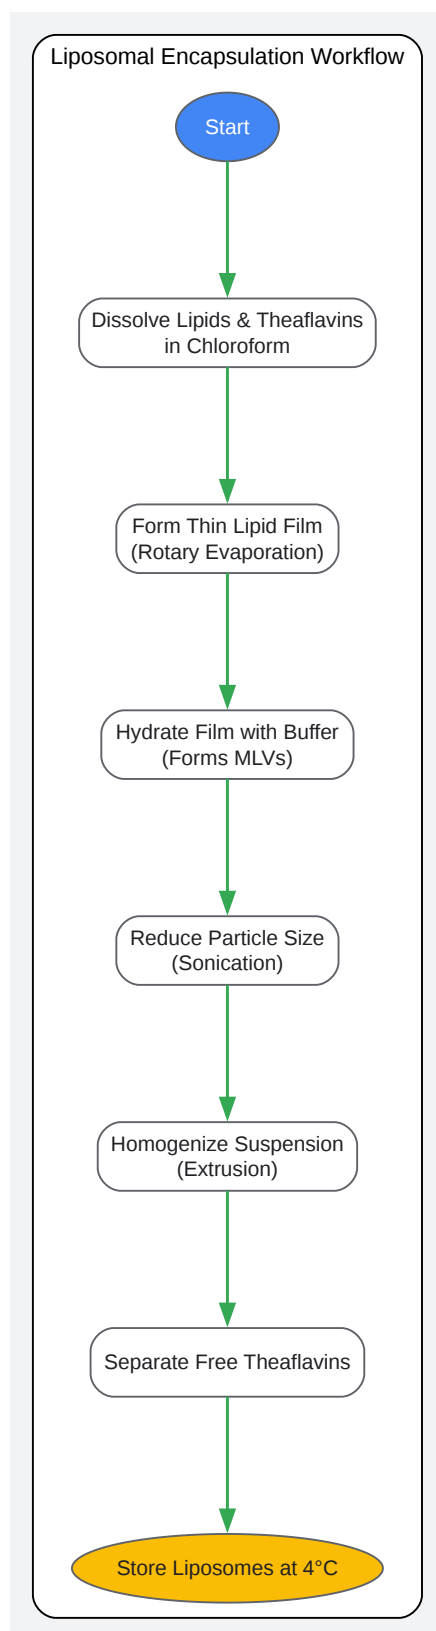 Liposomal Encapsulation Workflow
Start
Dissolve Lipids & Theaflavins
in Chloroform
Form Thin Lipid Film
(Rotary Evaporation)
Hydrate Film with Buffer
(Forms MLVs)
Reduce Particle Size
(Sonication)
Homogenize Suspension
(Extrusion)
Separate Free Theaflavins
Store Liposomes at 4°C